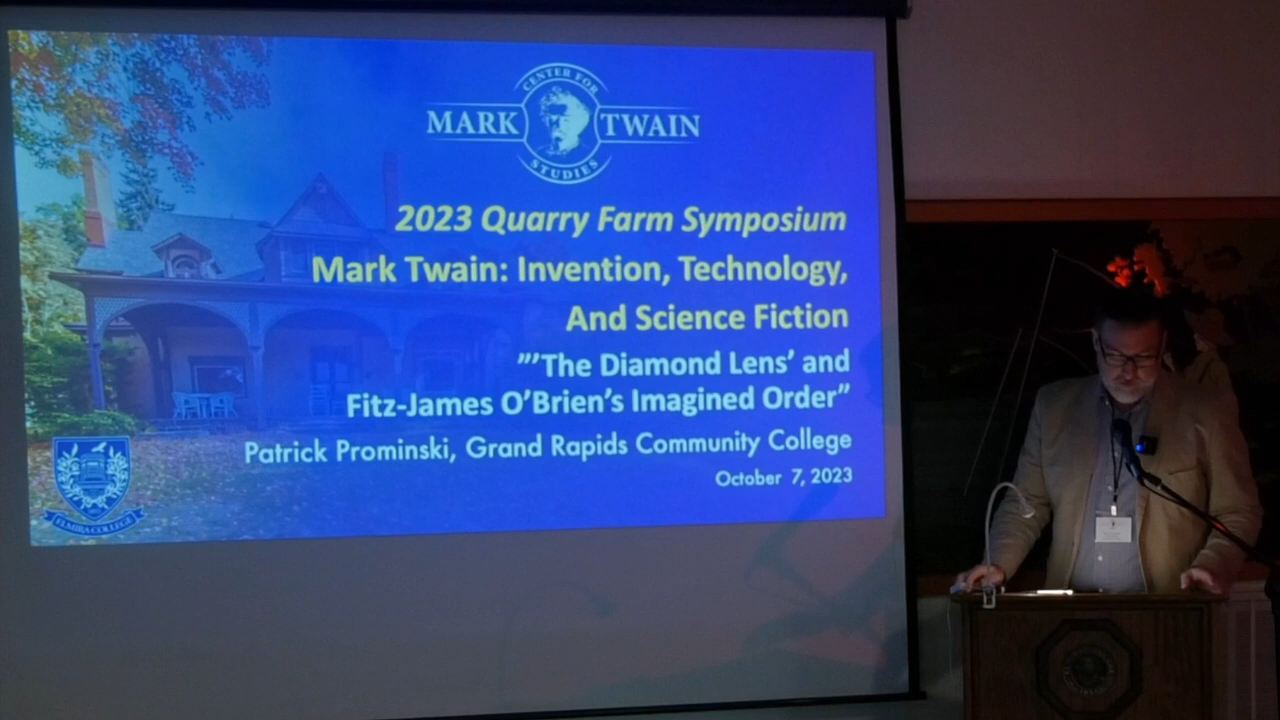 CENTER FOR
MARK TWAIN
STUDIES
2023 Quarry Farm Symposium
Mark Twain: Invention, Technology,
And Science Fiction
”’The Diamond Lens’ and
Fitz-James O’Brien’s Imagined Order”
Patrick Prominski, Grand Rapids Community College
October 7, 2023
ELMIRA COLLEGE